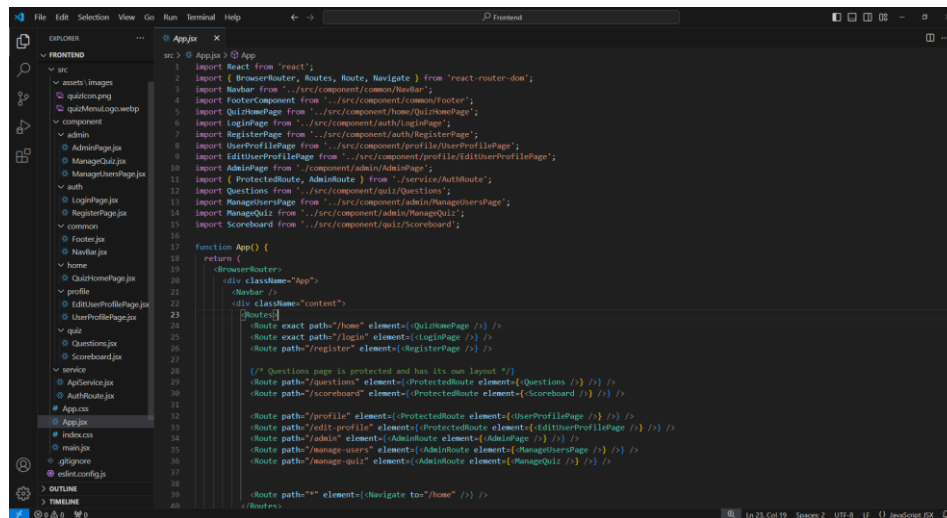 File Edit Selection View Go Run Terminal Help
Frontend
EXPLORER
FRONTEND
src
assets\images
quizIcon.png
quizMenuLogo.webp
component
admin
AdminPage.jsx
ManageQuiz.jsx
ManageUsersPage.jsx
auth
LoginPage.jsx
RegisterPage.jsx
common
Footer.jsx
NavBar.jsx
home
QuizHomePage.jsx
profile
EditUserProfilePage.jsx
UserProfilePage.jsx
quiz
Questions.jsx
Scoreboard.jsx
service
ApiService.jsx
AuthRoute.jsx
# App.css
App.jsx
# index.css
main.jsx
.gitignore
eslint.config.js
OUTLINE
TIMELINE
App.jsx ×
src > App.jsx > App
1 import React from 'react';
2 import { BrowserRouter, Routes, Route, Navigate } from 'react-router-dom';
3 import Navbar from '../src/component/common/NavBar';
4 import FooterComponent from '../src/component/common/Footer';
5 import QuizHomePage from '../src/component/home/QuizHomePage';
6 import LoginPage from '../src/component/auth/LoginPage';
7 import RegisterPage from '../src/component/auth/RegisterPage';
8 import UserProfilePage from '../src/component/profile/UserProfilePage';
9 import EditUserProfilePage from '../src/component/profile/EditUserProfilePage';
10 import AdminPage from './component/admin/AdminPage';
11 import { ProtectedRoute, AdminRoute } from './service/AuthRoute';
12 import Questions from '../src/component/quiz/Questions';
13 import ManageUsersPage from '../src/component/admin/ManageUsersPage';
14 import ManageQuiz from '../src/component/admin/ManageQuiz';
15 import Scoreboard from '../src/component/quiz/Scoreboard';
16
17 function App() {
18 return (
19 <BrowserRouter>
20 <div className="App">
21 <Navbar />
22 <div className="content">
23 <Routes>
24 <Route exact path="/home" element={<QuizHomePage />} />
25 <Route exact path="/login" element={<LoginPage />} />
26 <Route path="/register" element={<RegisterPage />} />
27
28 {/* Questions page is protected and has its own layout */}
29 <Route path="/questions" element={<ProtectedRoute element={<Questions />} />} />
30 <Route path="/scoreboard" element={<ProtectedRoute element={<Scoreboard />} />} />
31
32 <Route path="/profile" element={<ProtectedRoute element={<UserProfilePage />} />} />
33 <Route path="/edit-profile" element={<ProtectedRoute element={<EditUserProfilePage />} />} />
34 <Route path="/admin" element={<AdminRoute element={<AdminPage />} />} />
35 <Route path="/manage-users" element={<AdminRoute element={<ManageUsersPage />} />} />
36 <Route path="/manage-quiz" element={<AdminRoute element={<ManageQuiz />} />} />
37
38
39 <Route path="*" element={<Navigate to="/home" />} />
40 </Routes>
0 0 0 Ln 23, Col 19 Spaces: 2 UTF-8 LF {} JavaScript JSX